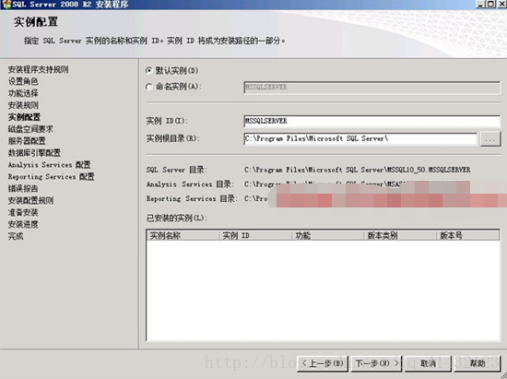 SQL Server 2008 R2 安装程序
实例配置
指定 SQL Server 实例的名称和实例 ID。实例 ID 将成为安装路径的一部分。
安装程序支持规则
设置角色
功能选择
安装规则
实例配置
磁盘空间要求
服务器配置
数据库引擎配置
Analysis Services 配置
Reporting Services 配置
错误报告
安装配置规则
准备安装
安装进度
完成
默认实例(D)
命名实例(A): MSSQLSERVER
实例 ID(I): MSSQLSERVER
实例根目录(R): C:\Program Files\Microsoft SQL Server\ ...
SQL Server 目录: C:\Program Files\Microsoft SQL Server\MSSQL10_50.MSSQLSERVER
Analysis Services 目录: C:\Program Files\Microsoft SQL Server\MSAS
Reporting Services 目录: C:\Pro
已安装的实例(L):
实例名称 实例 ID 功能 版本类别 版本号
< 上一步(B) 下一步(N) > 取消 帮助